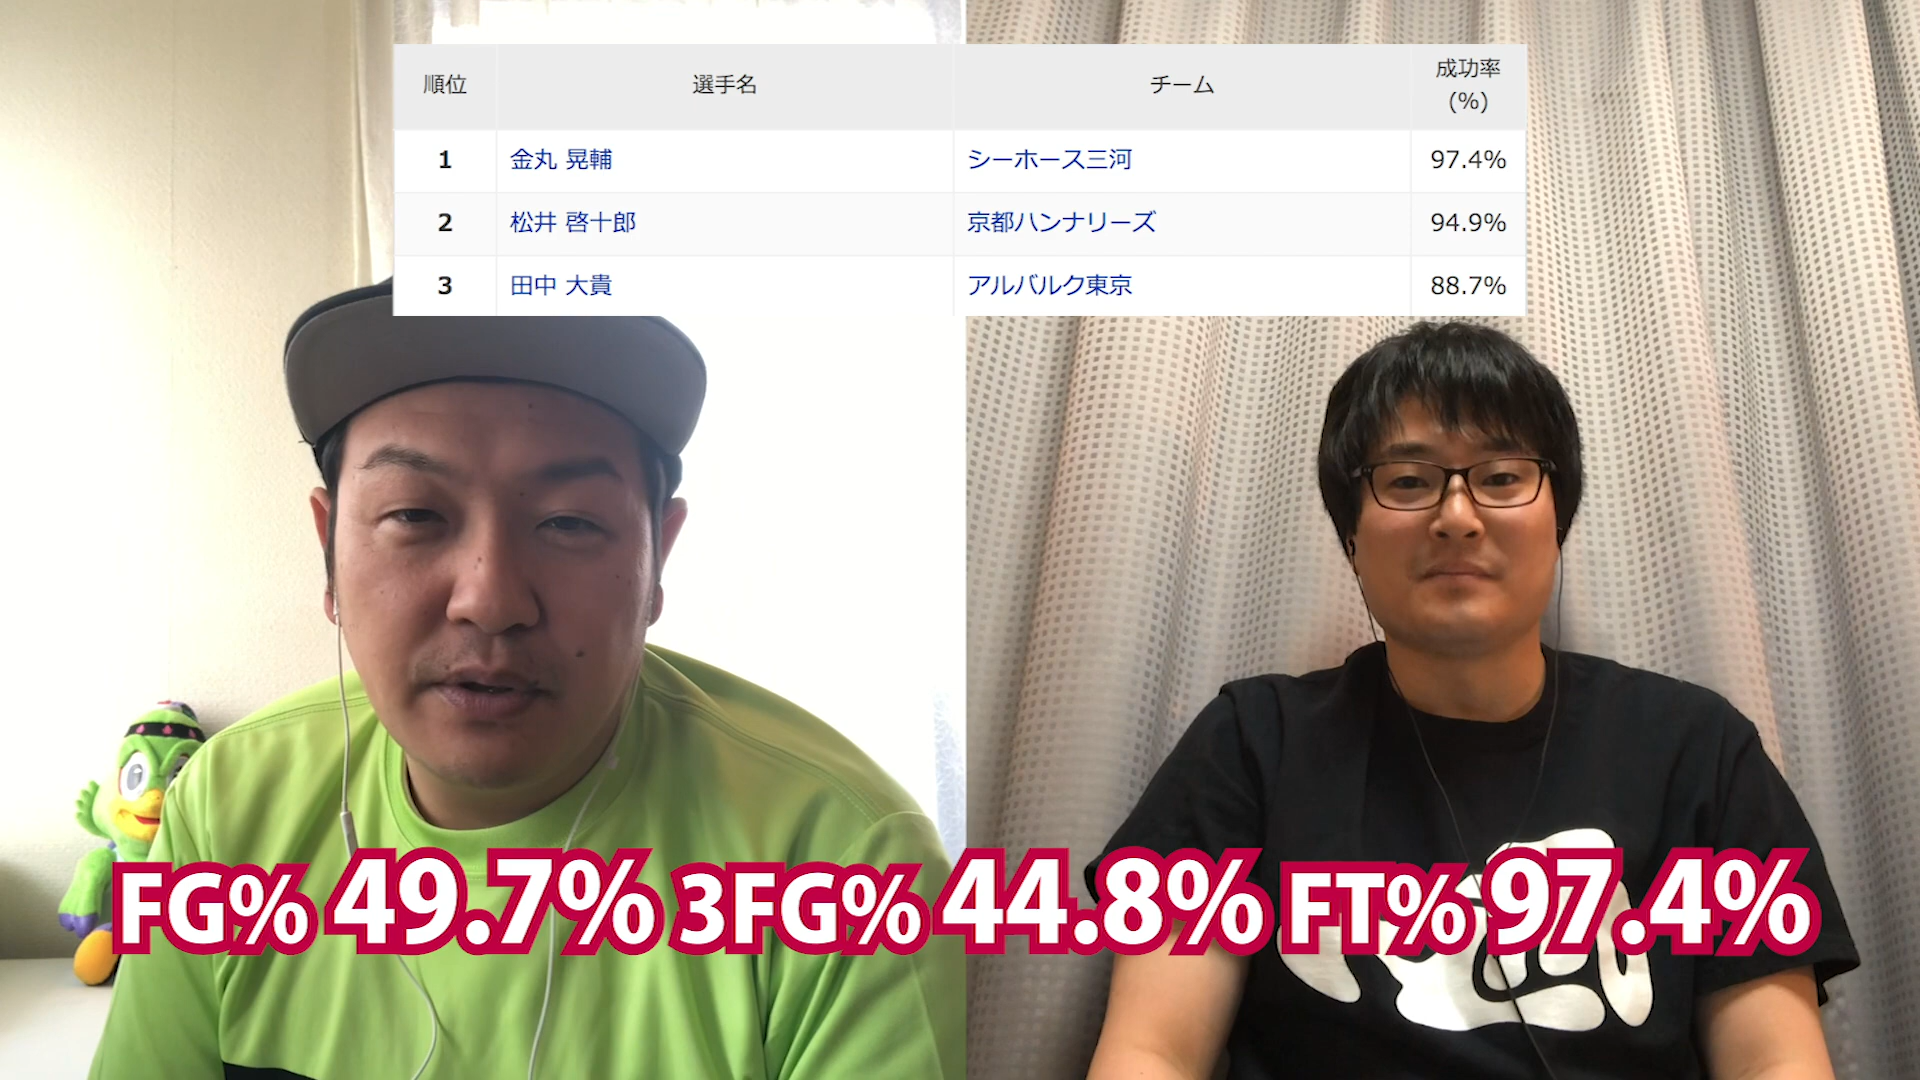 順位 選手名 チーム 成功率
(%)
1 金丸 晃輔 シーホース三河 97.4%
2 松井 啓十郎 京都ハンナリーズ 94.9%
3 田中 大貴 アルバルク東京 88.7%
FG% 49.7% 3FG% 44.8% FT% 97.4%